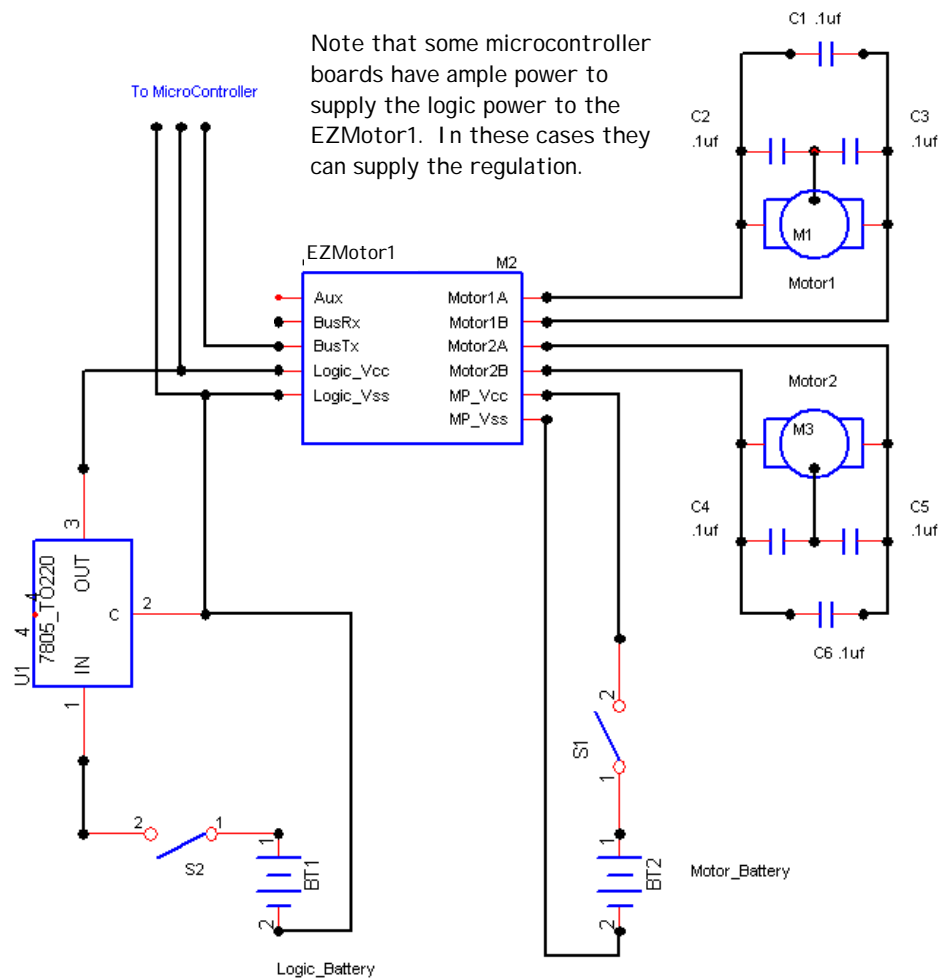 C1 .1uf
Note that some microcontroller
boards have ample power to
supply the logic power to the
EZMotor1. In these cases they
can supply the regulation.
To MicroController
C2
.1uf
C3
.1uf
M1
Motor1
EZMotor1
M2
Aux
BusRx
BusTx
Logic_Vcc
Logic_Vss
Motor1A
Motor1B
Motor2A
Motor2B
MP_Vcc
MP_Vss
Motor2
M3
C4
.1uf
C5
.1uf
C6 .1uf
3
OUT
2
C
4
4
7805_TO220
U1
IN
1
2
S1
1
2
1
S2
1
BT1
2
Logic_Battery
1
BT2
2
Motor_Battery